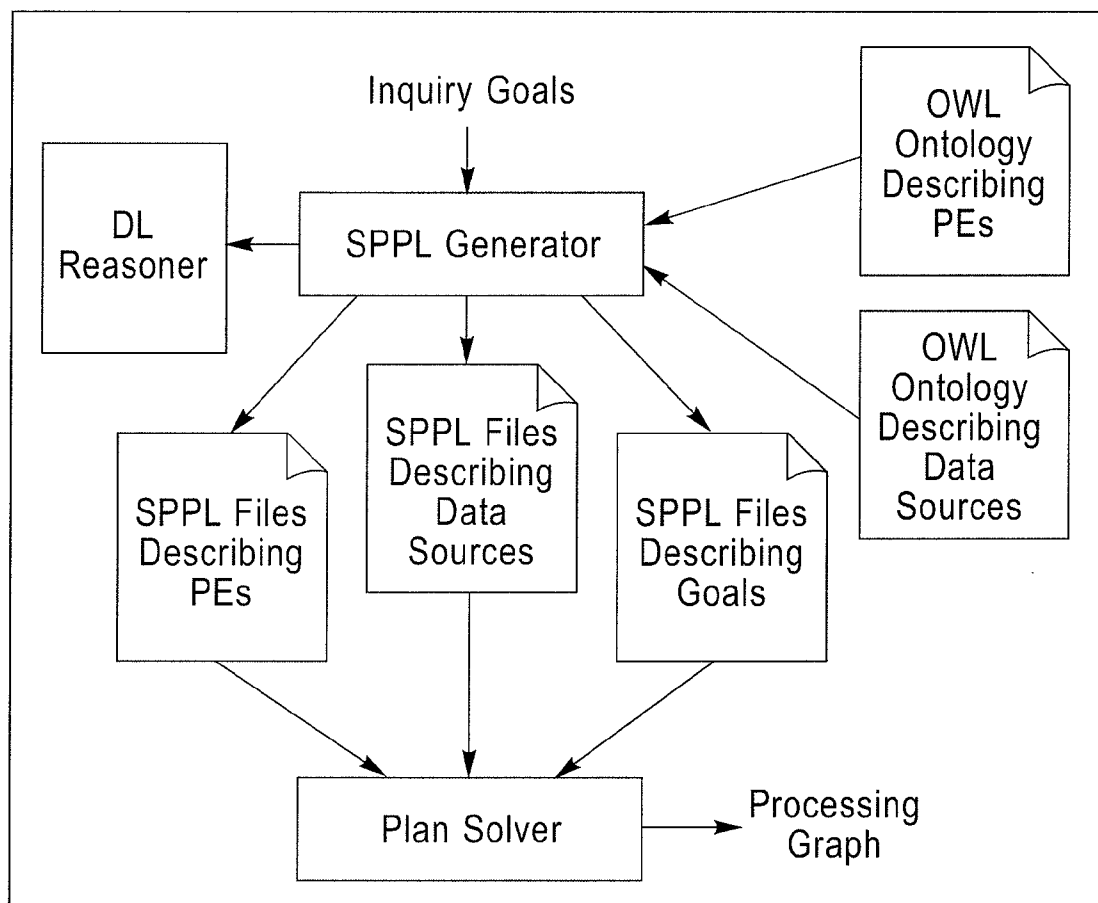 Inquiry Goals
OWL
Ontology
Describing
PEs
DL
Reasoner
SPPL Generator
OWL
Ontology
Describing
Data
Sources
SPPL Files
Describing
PEs
SPPL Files
Describing
Data
Sources
SPPL Files
Describing
Goals
Plan Solver
Processing
Graph